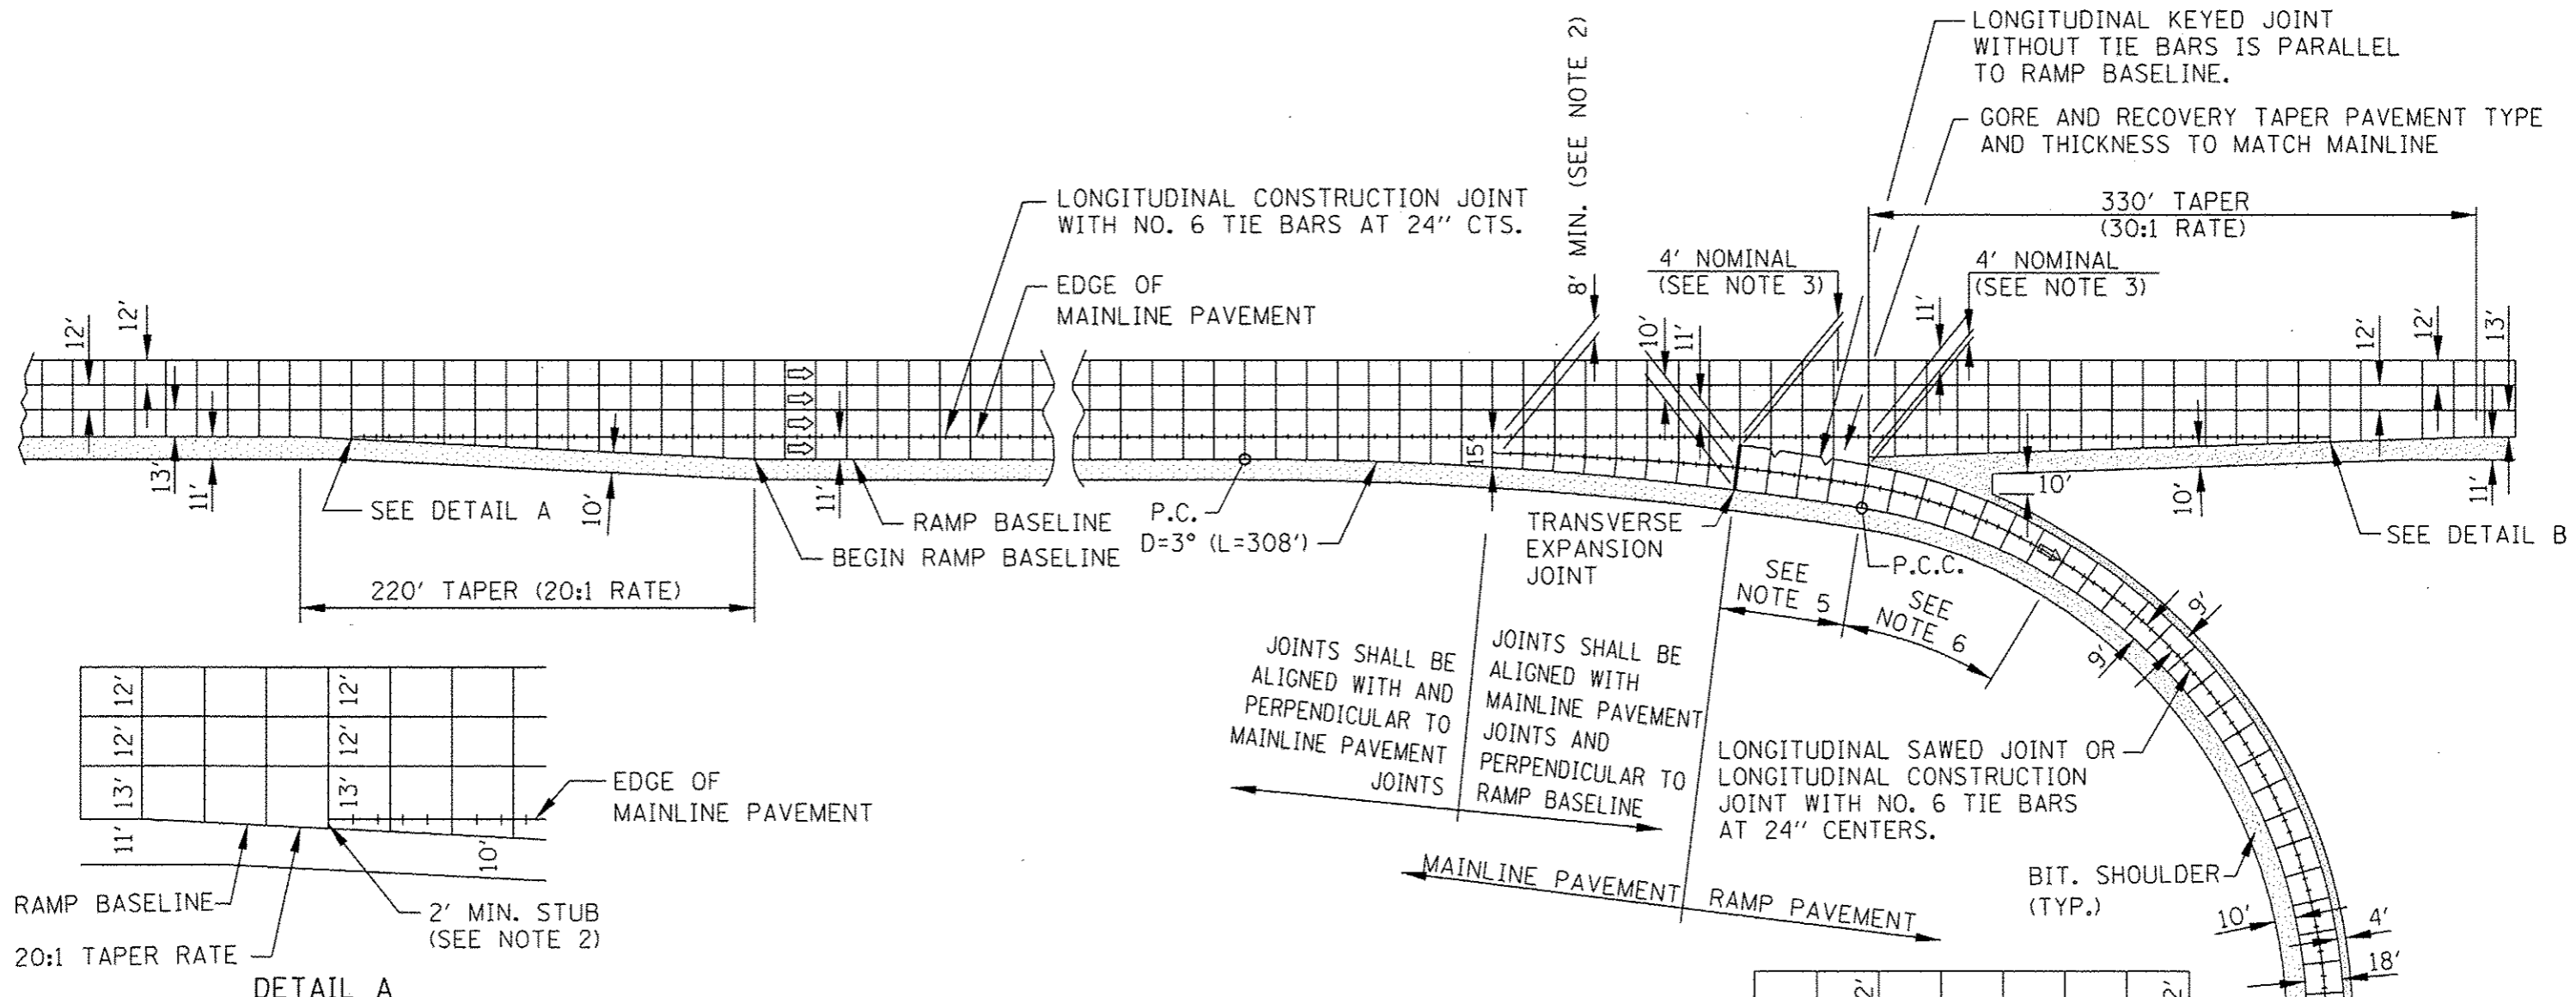 LONGITUDINAL KEYED JOINT
WITHOUT TIE BARS IS PARALLEL
TO RAMP BASELINE.
GORE AND RECOVERY TAPER PAVEMENT TYPE
AND THICKNESS TO MATCH MAINLINE
8' MIN. (SEE NOTE 2)
LONGITUDINAL CONSTRUCTION JOINT
WITH NO. 6 TIE BARS AT 24" CTS.
330' TAPER
(30:1 RATE)
4' NOMINAL
(SEE NOTE 3)
4' NOMINAL
(SEE NOTE 3)
EDGE OF
MAINLINE PAVEMENT
12'
12'
10'
11'
11'
12'
12'
13'
13'
11'
SEE DETAIL A
10'
11'
RAMP BASELINE
BEGIN RAMP BASELINE
P.C.
D=3° (L=308')
15'
TRANSVERSE
EXPANSION
JOINT
P.C.C.
10'
10'
11'
SEE DETAIL B
220' TAPER (20:1 RATE)
SEE
NOTE 5
SEE
NOTE 6
9'
9'
JOINTS SHALL BE
ALIGNED WITH AND
PERPENDICULAR TO
MAINLINE PAVEMENT
JOINTS
JOINTS SHALL BE
ALIGNED WITH
MAINLINE PAVEMENT
JOINTS AND
PERPENDICULAR TO
RAMP BASELINE
LONGITUDINAL SAWED JOINT OR
LONGITUDINAL CONSTRUCTION
JOINT WITH NO. 6 TIE BARS
AT 24" CENTERS.
MAINLINE PAVEMENT
RAMP PAVEMENT
BIT. SHOULDER
(TYP.)
10'
4'
18'
12'
12'
12'
12'
13'
13'
11'
10'
EDGE OF
MAINLINE PAVEMENT
RAMP BASELINE
2' MIN. STUB
(SEE NOTE 2)
20:1 TAPER RATE
DETAIL A
2'
2'